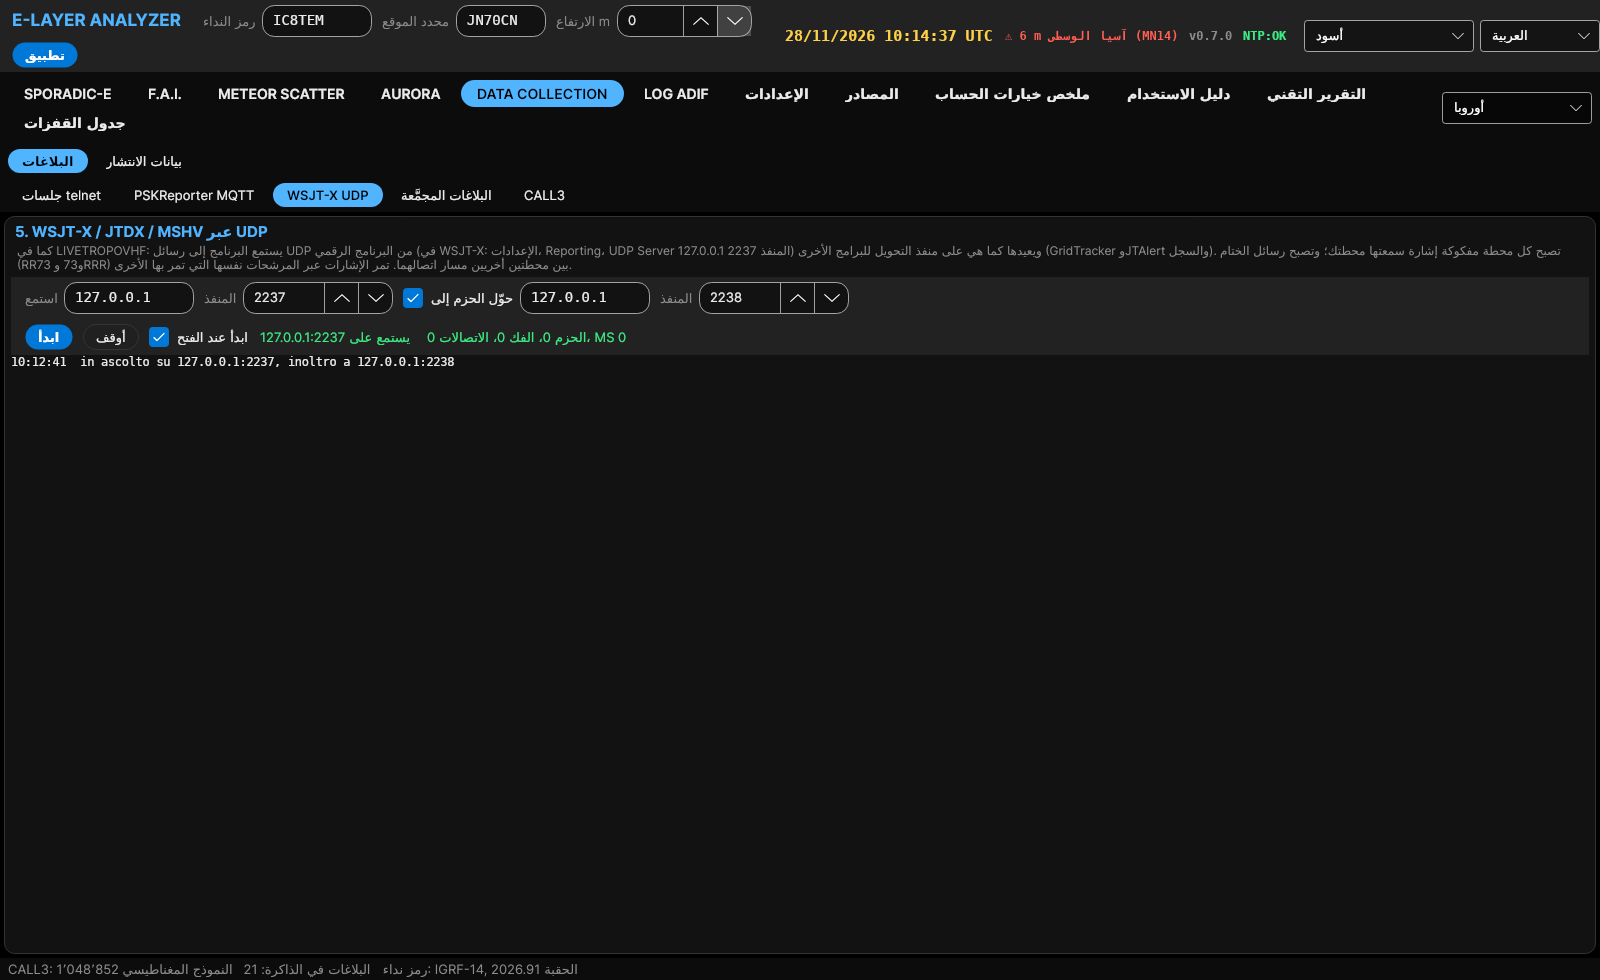 E-LAYER ANALYZER رمز النداء IC8TEM محدد الموقع JN70CN الارتفاع m 0
28/11/2026 10:14:37 UTC ⚠ 6 m آسيا الوسطى (MN14) v0.7.0 NTP:OK أسود العربية
تطبيق
SPORADIC-E F.A.I. METEOR SCATTER AURORA DATA COLLECTION LOG ADIF الإعدادات المصادر ملخص خيارات الحساب دليل الاستخدام التقرير التقني
أوروبا
جدول القفزات
البلاغات بيانات الانتشار
جلسات telnet PSKReporter MQTT WSJT-X UDP البلاغات المجمَّعة CALL3
5. WSJT-X / JTDX / MSHV عبر UDP
كما في LIVETROPOVHF: يستمع البرنامج إلى رسائل UDP من البرنامج الرقمي (في WSJT-X: الإعدادات، Reporting، UDP Server 127.0.0.1 المنفذ 2237) ويعيدها كما هي على منفذ التحويل للبرامج الأخرى (GridTracker وJTAlert والسجل). تصبح كل محطة مفكوكة إشارة سمعتها محطتك؛ وتصبح رسائل الختام
(RR73 و 73 وRRR) بين محطتين أخريين مسار اتصالهما. تمر الإشارات عبر المرشحات نفسها التي تمر بها الأخرى.
استمع 127.0.0.1 المنفذ 2237 حوّل الحزم إلى 127.0.0.1 المنفذ 2238
ابدأ أوقف ابدأ عند الفتح يستمع على 127.0.0.1:2237 الحزم 0، الفك 0، الاتصالات 0، MS 0
10:12:41 in ascolto su 127.0.0.1:2237, inoltro a 127.0.0.1:2238
CALL3: 1’048’852 رمز نداء البلاغات في الذاكرة: 21 النموذج المغناطيسي: IGRF-14, الحقبة 2026.91